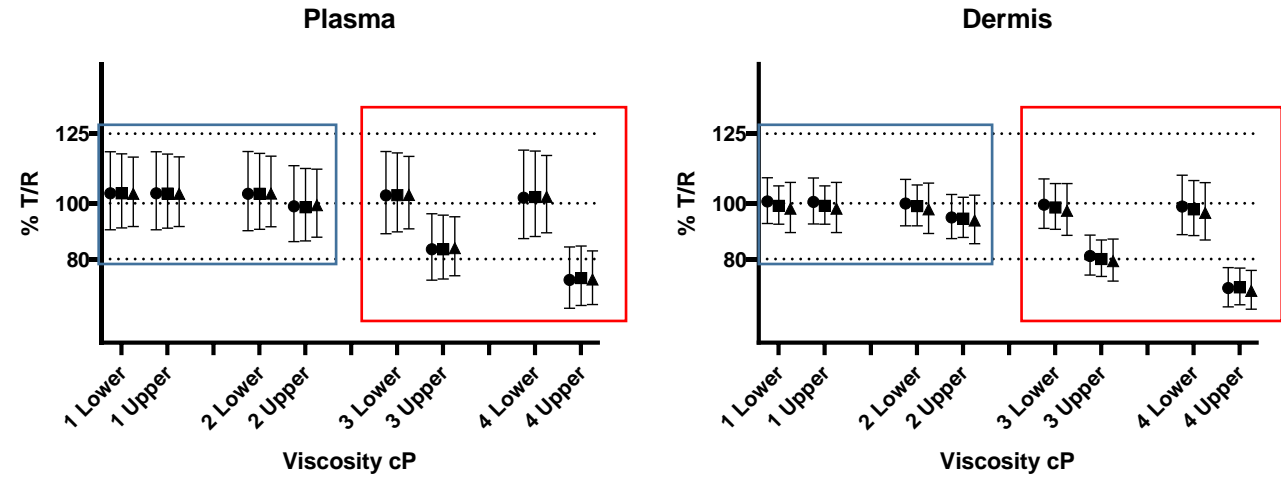 Plasma
% T/R
125
100
80
1 Lower
1 Upper
2 Lower
2 Upper
3 Lower
3 Upper
4 Lower
4 Upper
Viscosity cP
Dermis
% T/R
125
100
80
1 Lower
1 Upper
2 Lower
2 Upper
3 Lower
3 Upper
4 Lower
4 Upper
Viscosity cP